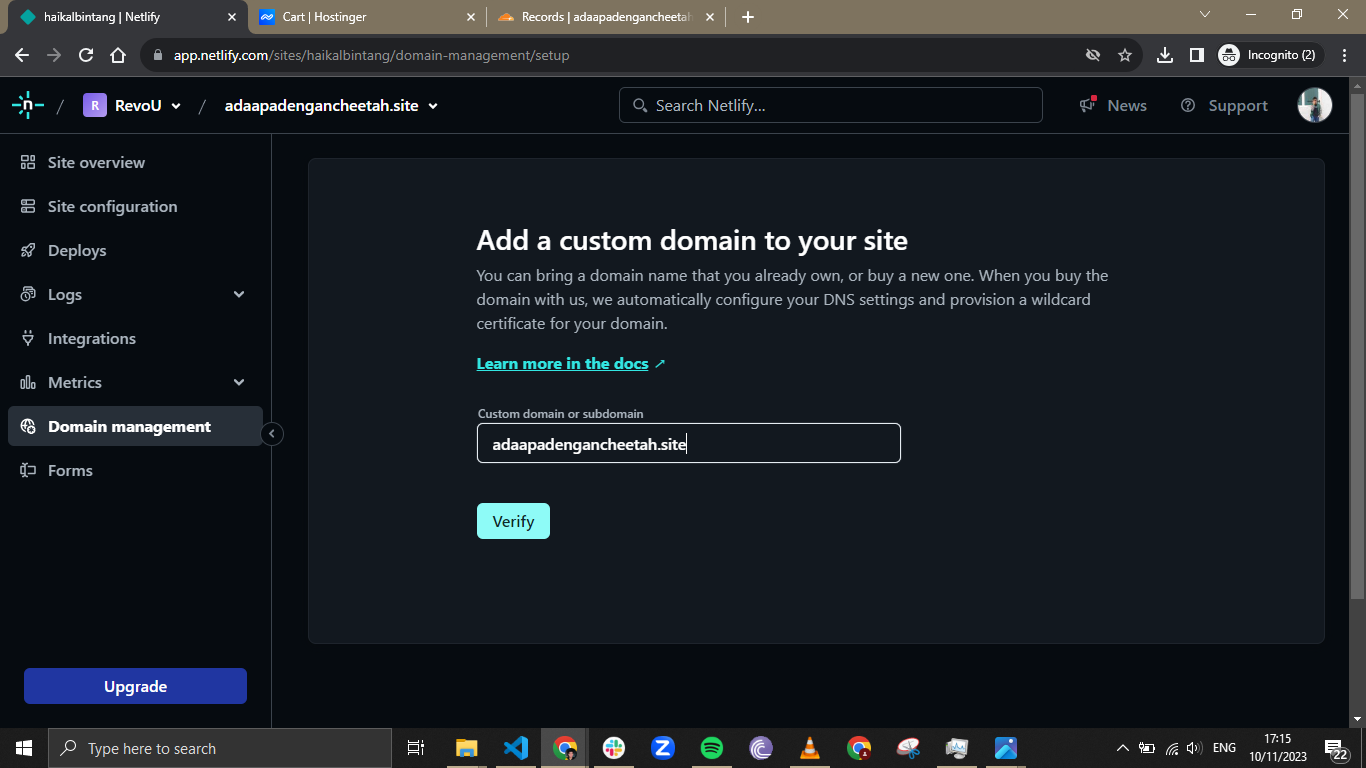 haikalbintang | Netlify
Cart | Hostinger
Records | adaapadengancheetah
app.netlify.com/sites/haikalbintang/domain-management/setup
Incognito (2)
n / R RevoU / adaapadengancheetah.site
Search Netlify...
News
Support
Site overview
Site configuration
Deploys
Logs
Integrations
Metrics
Domain management
Forms
Upgrade
Add a custom domain to your site
You can bring a domain name that you already own, or buy a new one. When you buy the
domain with us, we automatically configure your DNS settings and provision a wildcard
certificate for your domain.
Learn more in the docs
Custom domain or subdomain
adaapadengancheetah.site
Verify
Type here to search
Z
ENG
17:15
10/11/2023
22